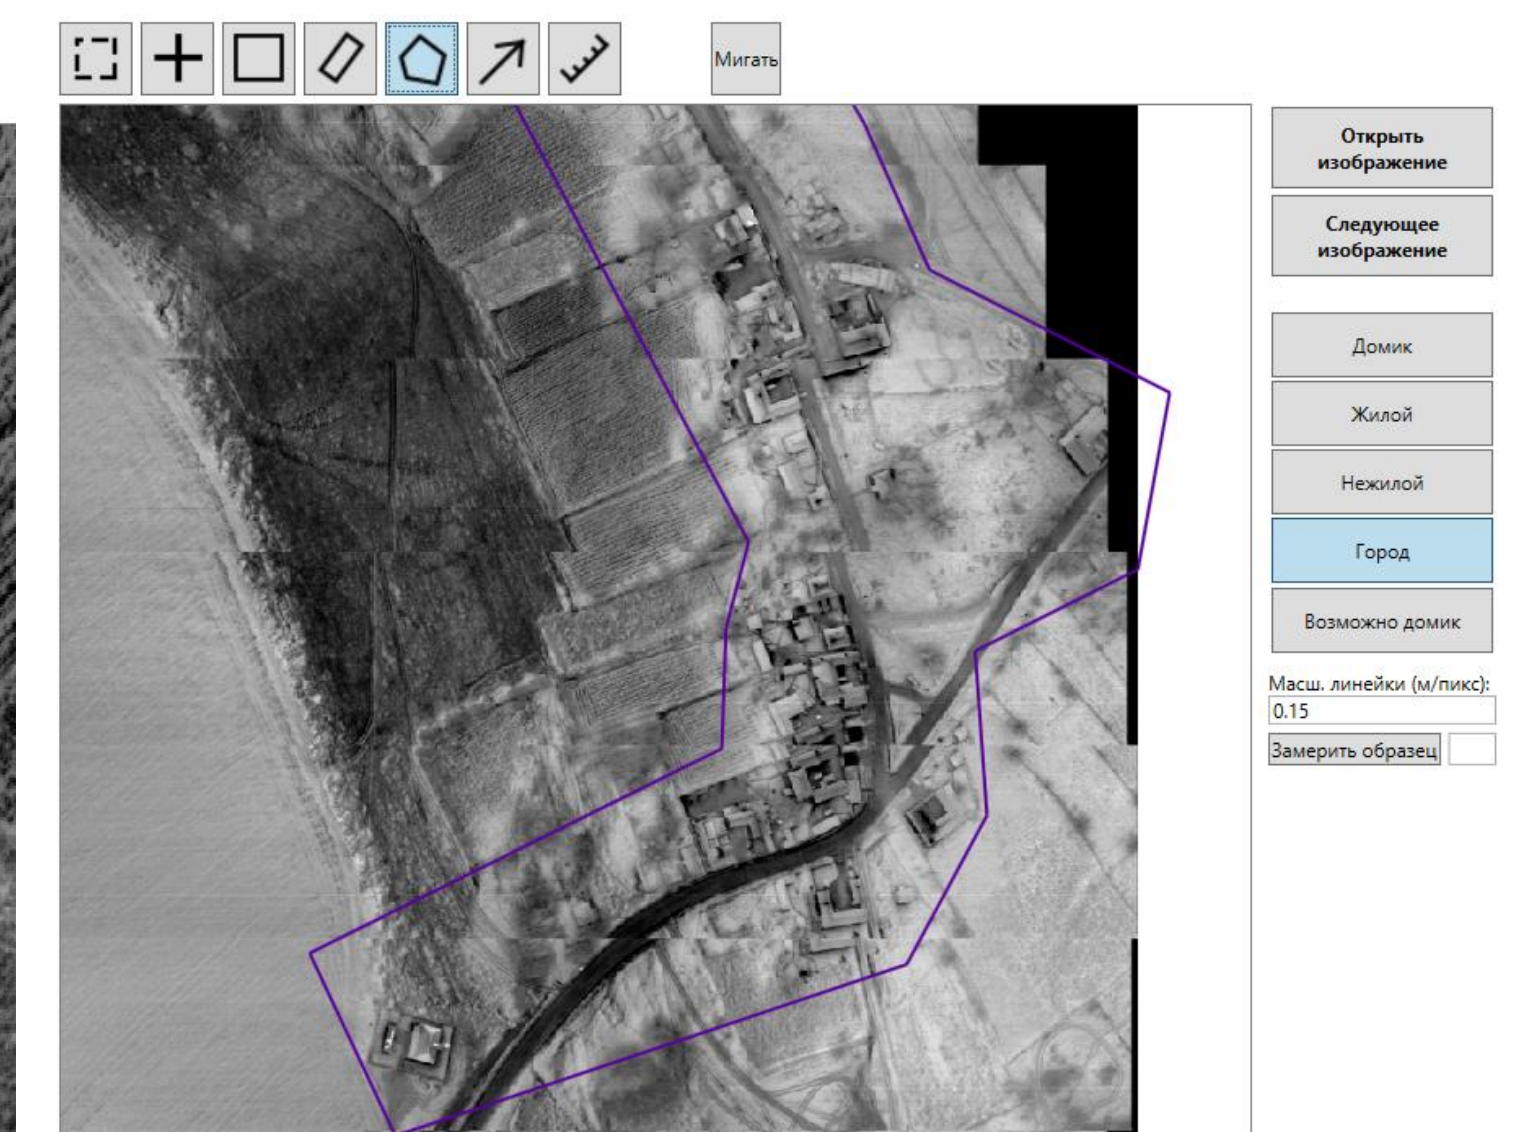 Мигать
Открыть
изображение
Следующее
изображение
Домик
Жилой
Нежилой
Город
Возможно домик
Масш. линейки (м/пикс):
0.15
Замерить образец